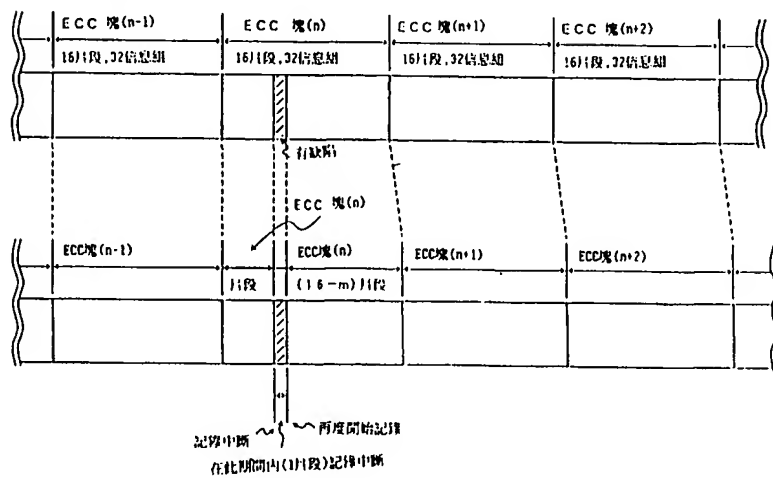 ECC 塊(n-1)
ECC 塊(n)
ECC 塊(n+1)
ECC 塊(n+2)
16片段,32信息組
16片段,32信息組
16片段,32信息組
16片段,32信息組
有缺陷
ECC 塊(n)
ECC塊(n-1)
ECC塊(n)
ECC塊(n+1)
ECC塊(n+2)
片段
(16-m)片段
記錄中斷
再度開始記錄
在此期間內(1片段)記錄中斷